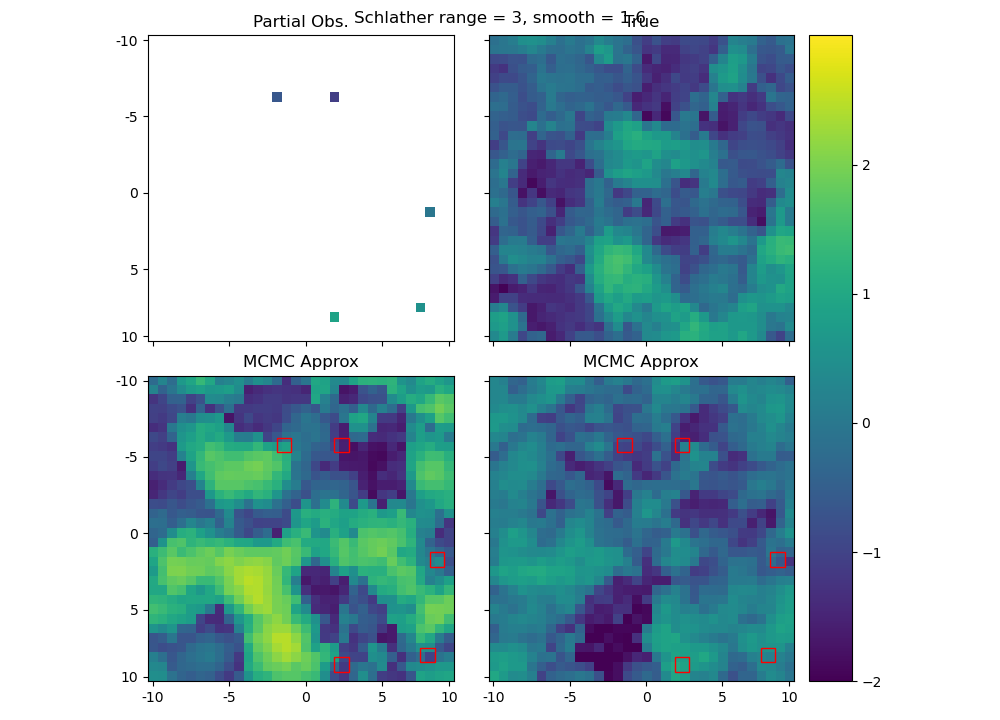 Schlather range = 3, smooth = 1.6
Partial Obs.
True
-10
-5
0
5
10
2
1
0
−1
−2
MCMC Approx
MCMC Approx
-10
-5
0
5
10
-10 -5 0 5 10
-10 -5 0 5 10